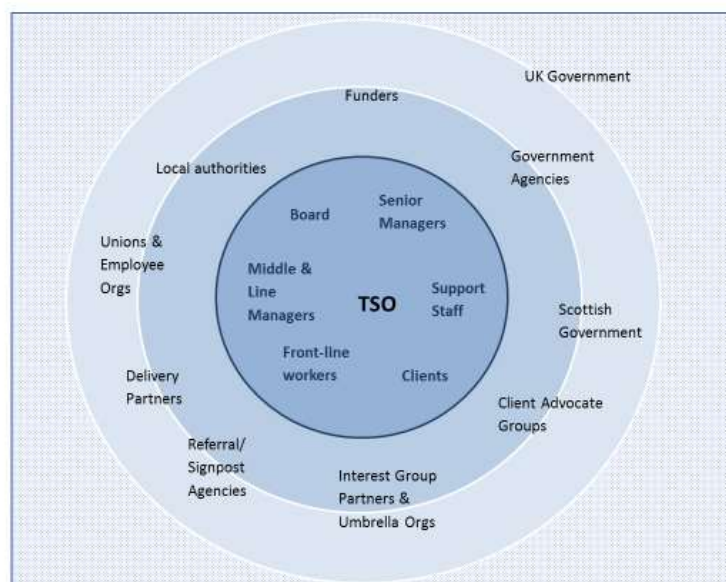 UK Government
Funders
Government
Agencies
Local authorities
Senior
Managers
Board
Unions &
Employee
Orgs
Middle &
Line
Managers
TSO
Support
Staff
Scottish
Government
Front-line
workers
Clients
Delivery
Partners
Client Advocate
Groups
Referral/
Signpost
Agencies
Interest Group
Partners &
Umbrella Orgs